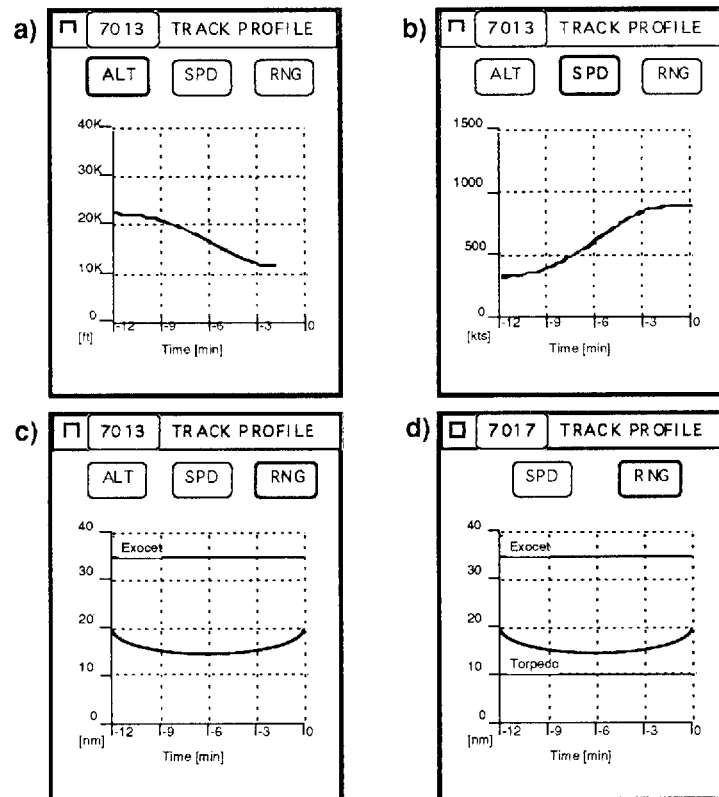 a) 7013 TRACK PROFILE
ALT SPD RNG
40K
30K
20K
10K
0
[ft] -12 -9 -6 -3 0
Time [min]
b) 7013 TRACK PROFILE
ALT SPD RNG
1500
1000
500
0
[kts] -12 -9 -6 -3 0
Time [min]
c) 7013 TRACK PROFILE
ALT SPD RNG
40
Exocet
30
20
10
0
[nm] -12 -9 -6 -3 0
Time [min]
d) 7017 TRACK PROFILE
SPD RNG
40
Exocet
30
20
Torpedo
10
0
[nm] -12 -9 -6 -3 0
Time [min]